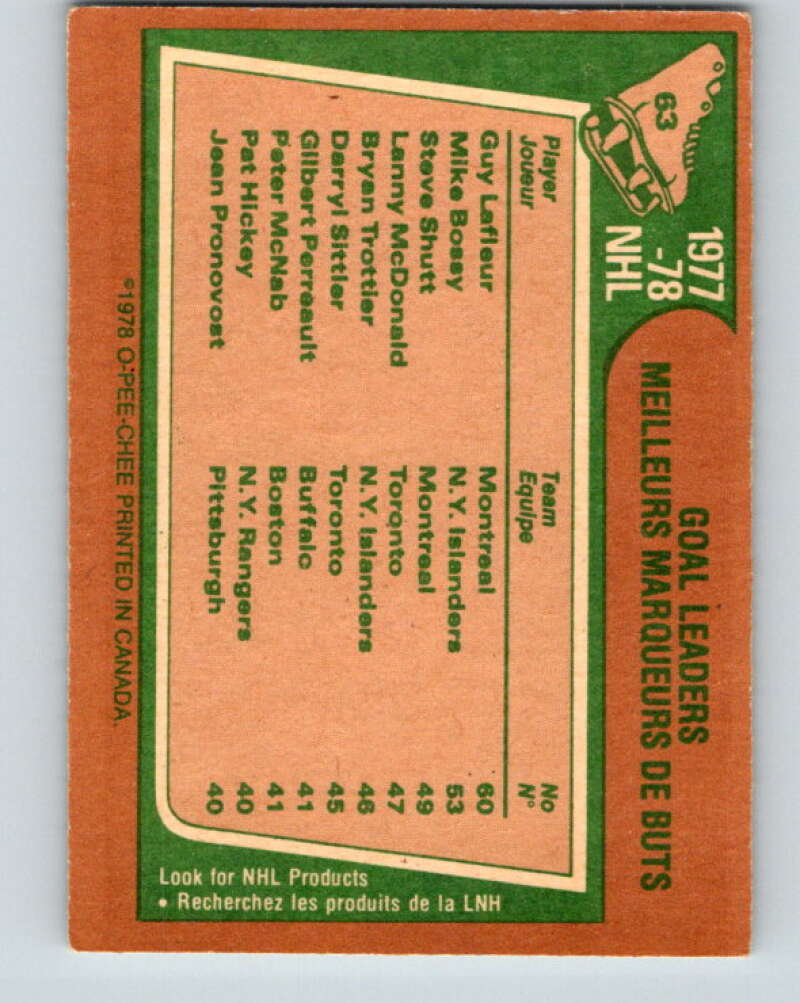 63
1977
-78
NHL
GOAL LEADERS
MEILLEURS MARQUEURS DE BUTS
Player Team No
Joueur Equipe N°
Guy Lafleur Montreal 60
Mike Bossy N.Y. Islanders 53
Steve Shutt Montreal 49
Lanny McDonald Toronto 47
Bryan Trottier N.Y. Islanders 46
Darryl Sittler Toronto 45
Gilbert Perreault Buffalo 41
Peter McNab Boston 41
Pat Hickey N.Y. Rangers 40
Jean Pronovost Pittsburgh 40
Look for NHL Products
• Recherchez les produits de la LNH
©1978 O-PEE-CHEE PRINTED IN CANADA.